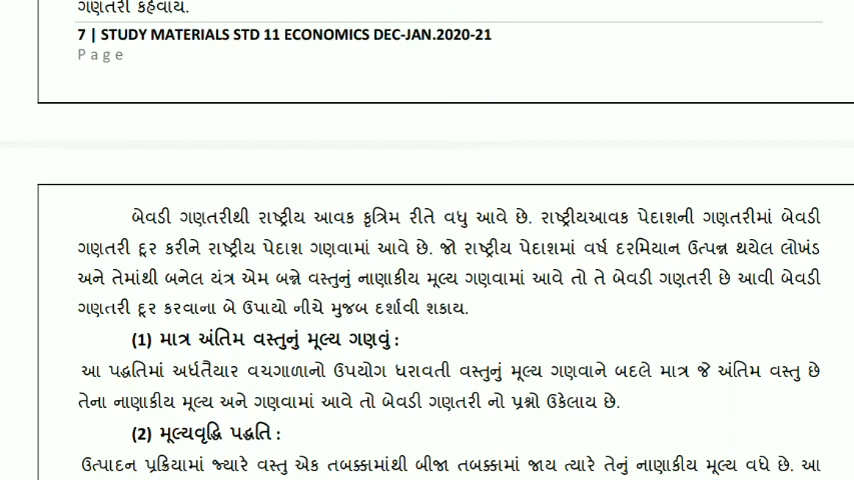 ગણતરી કહેવાય.
7 | STUDY MATERIALS STD 11 ECONOMICS DEC-JAN.2020-21
Page
બેવડી ગણતરીથી રાષ્ટ્રીય આવક કૃત્રિમ રીતે વધુ આવે છે. રાષ્ટ્રીયઆવક પેદાશની ગણતરીમાં બેવડી
ગણતરી દૂર કરીને રાષ્ટ્રીય પેદાશ ગણવામાં આવે છે. જો રાષ્ટ્રીય પેદાશમાં વર્ષ દરમિયાન ઉત્પન્ન થયેલ લોખંડ
અને તેમાંથી બનેલ યંત્ર એમ બન્ને વસ્તુનું નાણાકીય મૂલ્ય ગણવામાં આવે તો તે બેવડી ગણતરી છે આવી બેવડી
ગણતરી દૂર કરવાના બે ઉપાયો નીચે મુજબ દર્શાવી શકાય.
(1) માત્ર અંતિમ વસ્તુનું મૂલ્ય ગણવું :
આ પદ્ધતિમાં અર્ધતૈયાર વચગાળાનો ઉપયોગ ધરાવતી વસ્તુનું મૂલ્ય ગણવાને બદલે માત્ર જે અંતિમ વસ્તુ છે
તેના નાણાકીય મૂલ્ય અને ગણવામાં આવે તો બેવડી ગણતરી નો પ્રશ્નો ઉકેલાય છે.
(2) મૂલ્યવૃદ્ધિ પદ્ધતિ :
ઉત્પાદન પ્રક્રિયામાં જ્યારે વસ્તુ એક તબક્કામાંથી બીજા તબક્કામાં જાય ત્યારે તેનું નાણાકીય મૂલ્ય વધે છે. આ